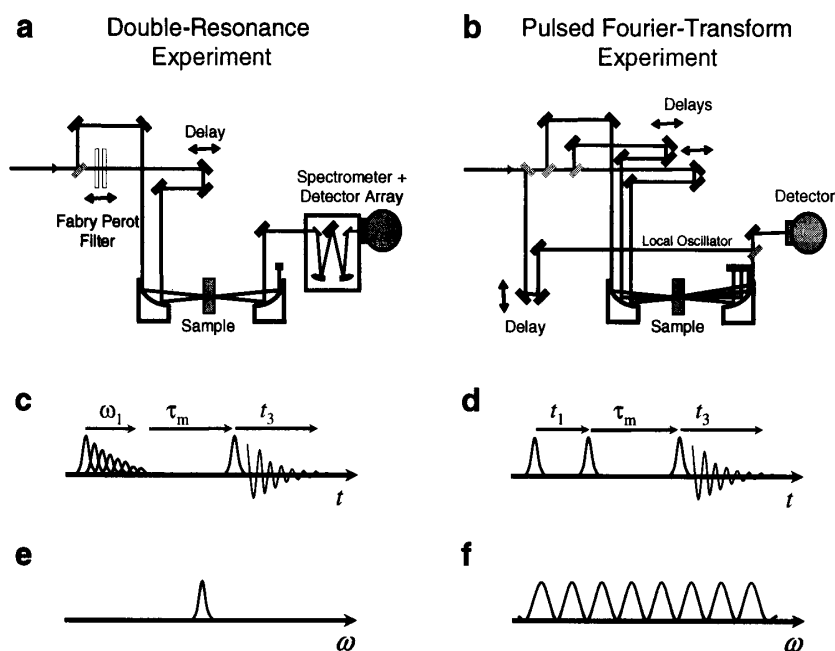 a
Double-Resonance
Experiment
Delay
Fabry Perot
Filter
Spectrometer +
Detector Array
Sample
b
Pulsed Fourier-Transform
Experiment
Delays
Detector
Local Oscillator
Delay
Sample
c
ω1
τm
t3
t
d
t1
τm
t3
t
e
ω
f
ω